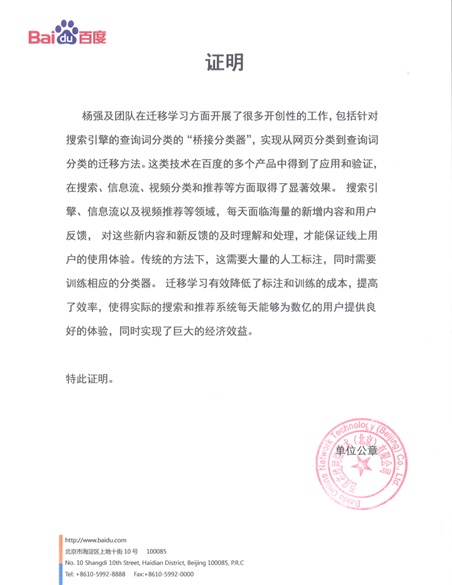 Bai du 百度
证明
杨强及团队在迁移学习方面开展了很多开创性的工作，包括针对
搜索引擎的查询词分类的“桥接分类器”，实现从网页分类到查询词
分类的迁移方法。这类技术在百度的多个产品中得到了应用和验证，
在搜索、信息流、视频分类和推荐等方面取得了显著效果。 搜索引
擎、信息流以及视频推荐等领域，每天面临海量的新增内容和用户
反馈， 对这些新内容和新反馈的及时理解和处理，才能保证线上用
户的使用体验。传统的方法下，这需要大量的人工标注，同时需要
训练相应的分类器。 迁移学习有效降低了标注和训练的成本，提高
了效率，使得实际的搜索和推荐系统每天能够为数亿的用户提供良
好的体验，同时实现了巨大的经济效益。
特此证明。
Baidu Online Network Technology (Beijing) Co., Ltd.
（北京）有限公司
单位公章
http://www.baidu.com
北京市海淀区上地十街 10 号 100085
No. 10 Shangdi 10th Street, Haidian District, Beijing 100085, P.R.C
Tel: +8610-5992-8888 Fax:+8610-5992-0000